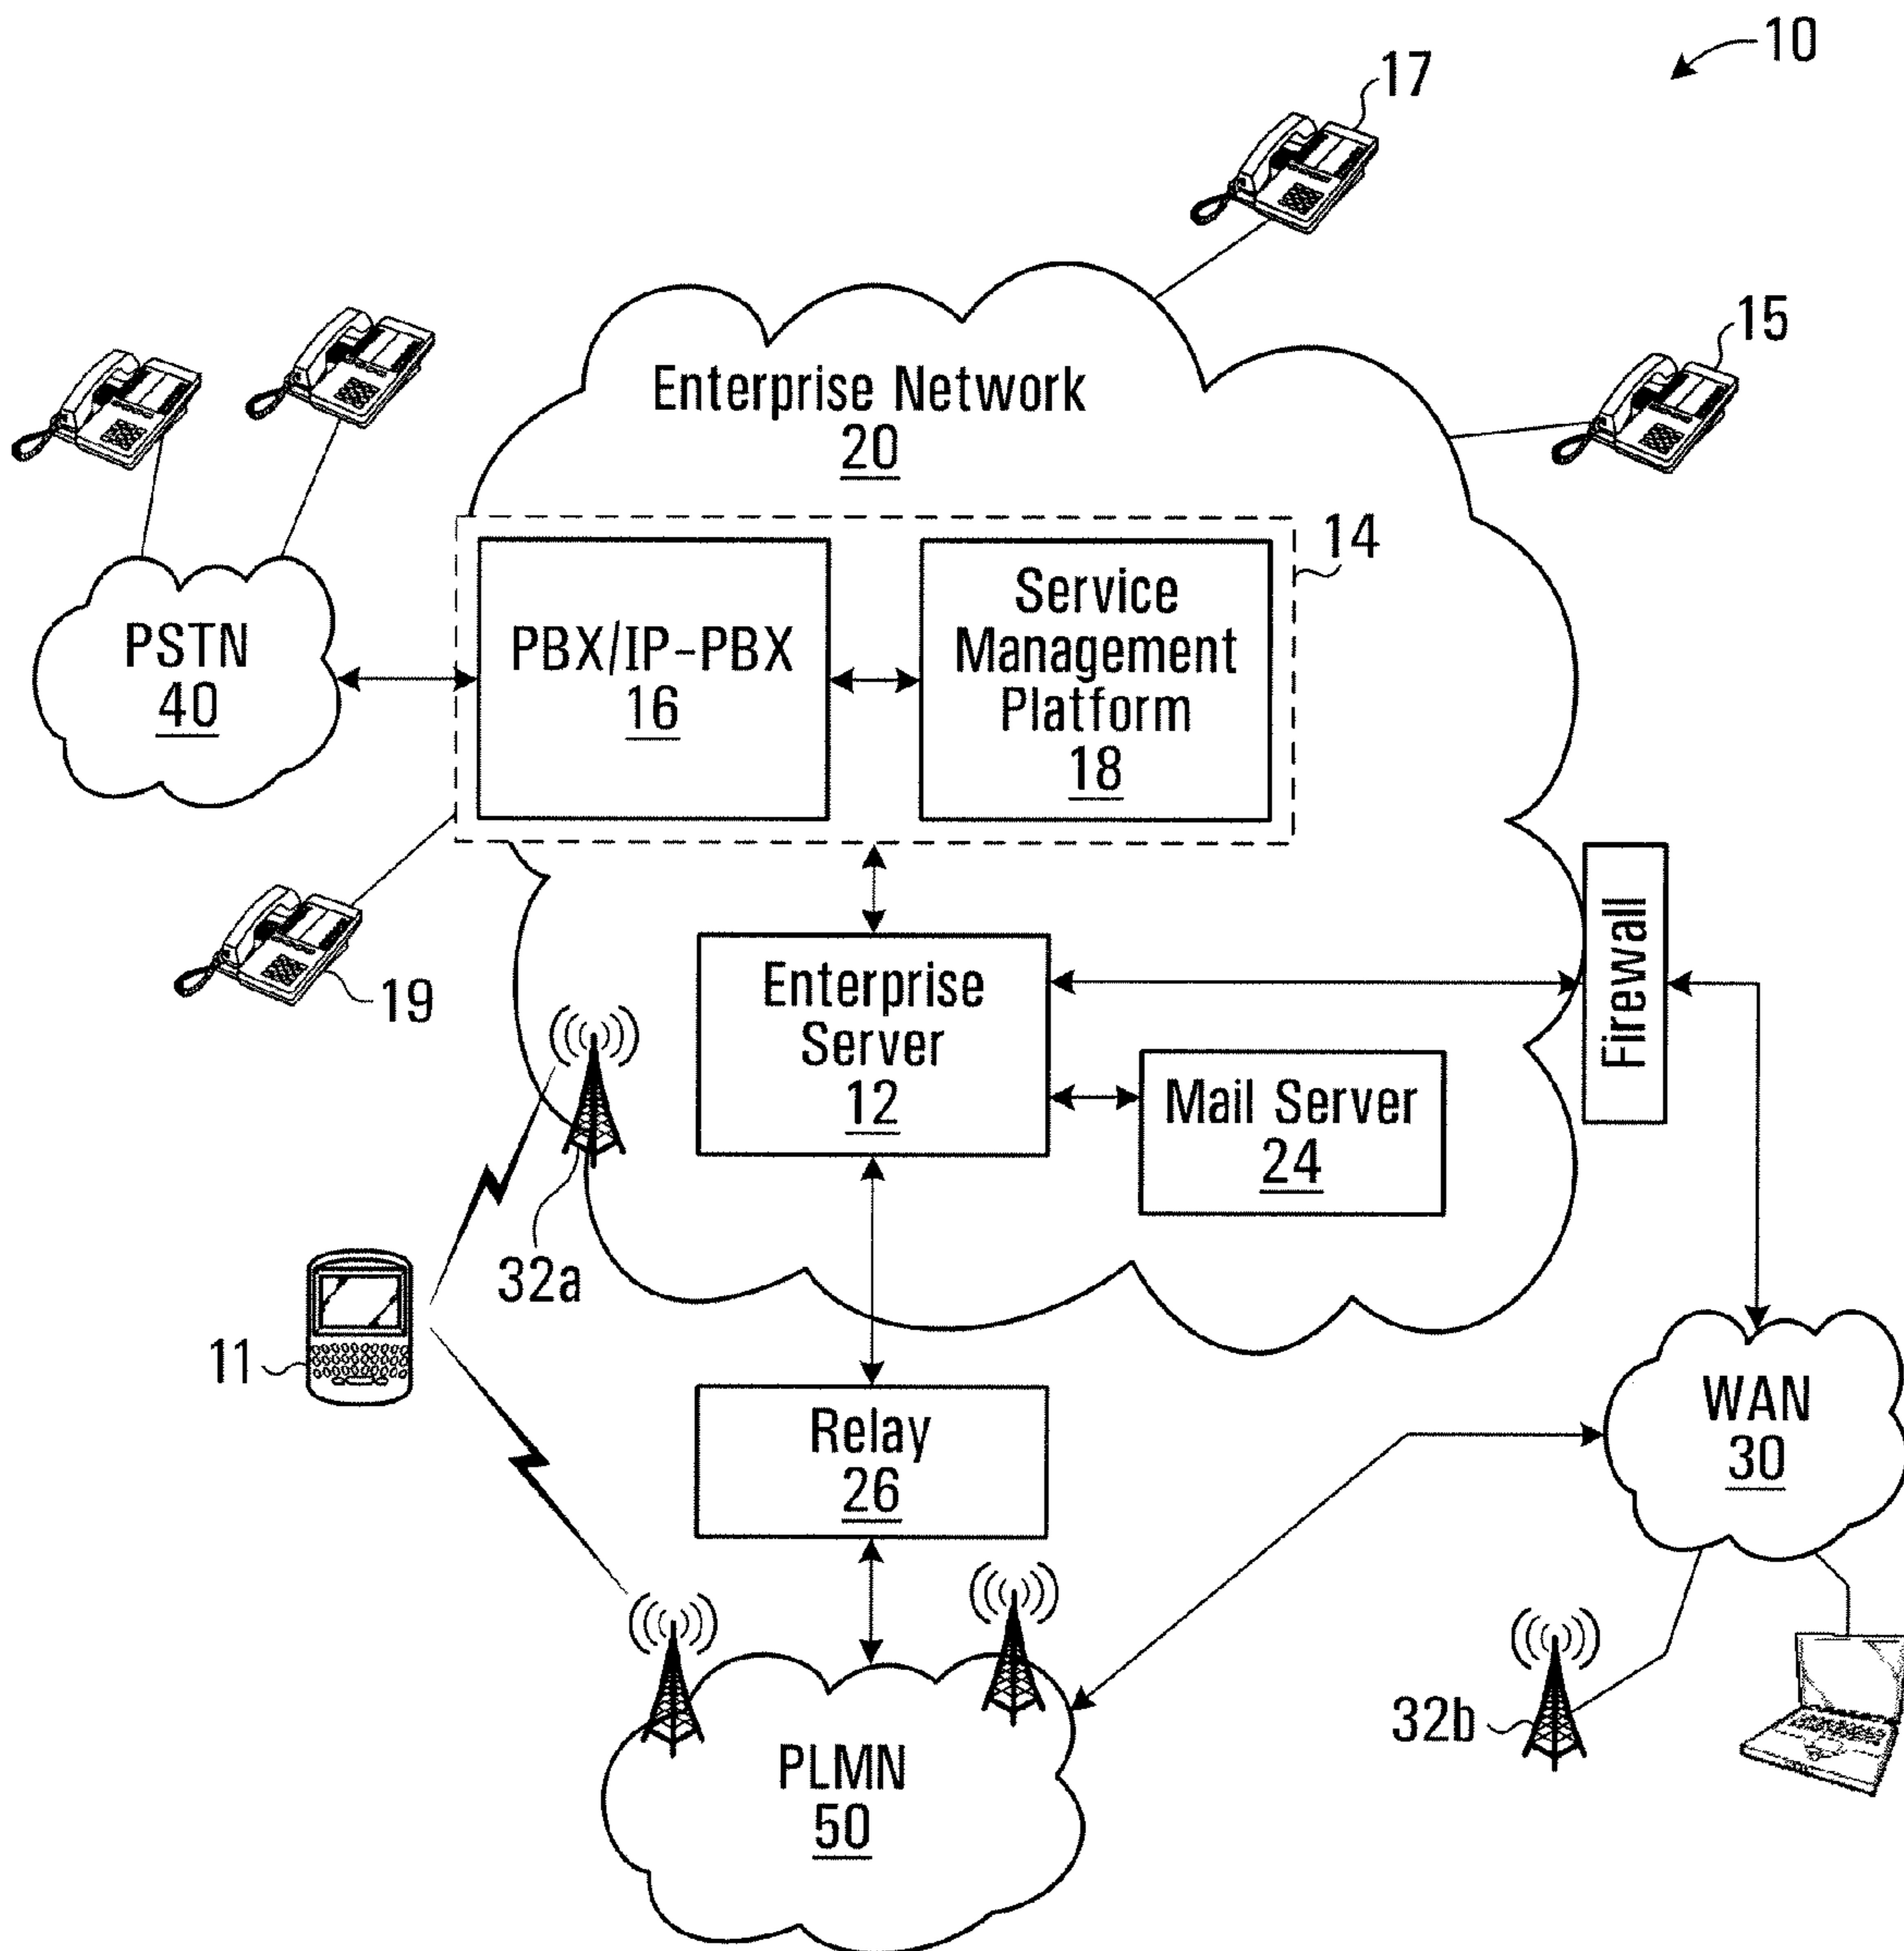 10
17
15
Enterprise Network
20
14
PSTN
40
PBX/IP-PBX
16
Service
Management
Platform
18
19
Enterprise
Server
12
Firewall
Mail Server
24
32a
11
Relay
26
WAN
30
32b
PLMN
50